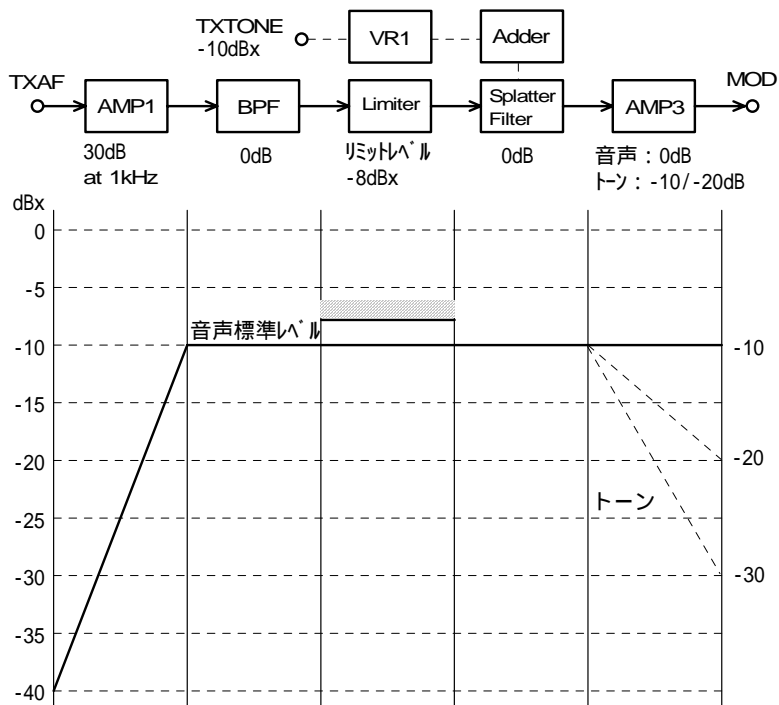 TXTONE
-10dBx
VR1
Adder
TXAF
MOD
AMP1
BPF
Limiter
Splatter
Filter
AMP3
30dB
at 1kHz
0dB
ﾘﾐｯﾄﾚﾍﾞﾙ
-8dBx
0dB
音声：0dB
ﾄｰﾝ：-10/-20dB
dBx
0
-5
音声標準ﾚﾍﾞﾙ
-10
-10
-15
-20
-20
トーン
-25
-30
-30
-35
-40